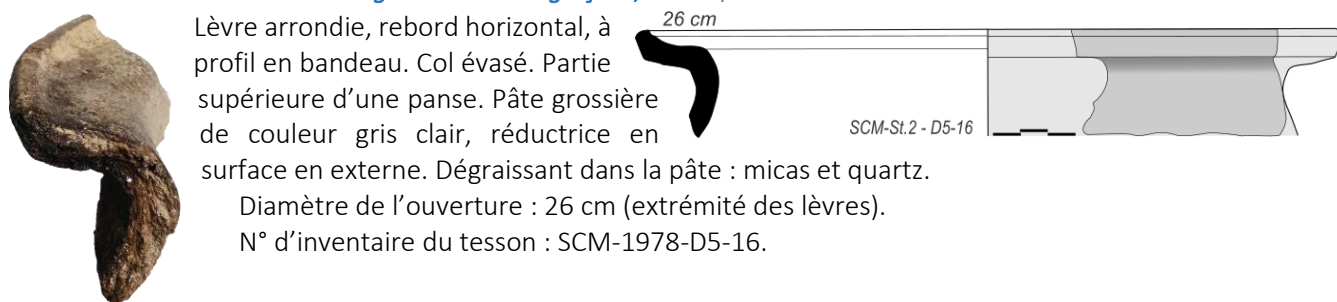 Lèvre arrondie, rebord horizontal, à
profil en bandeau. Col évasé. Partie
supérieure d’une panse. Pâte grossière
de couleur gris clair, réductrice en
surface en externe. Dégraissant dans la pâte : micas et quartz.
Diamètre de l’ouverture : 26 cm (extrémité des lèvres).
N° d’inventaire du tesson : SCM-1978-D5-16.
26 cm
SCM-St.2 - D5-16